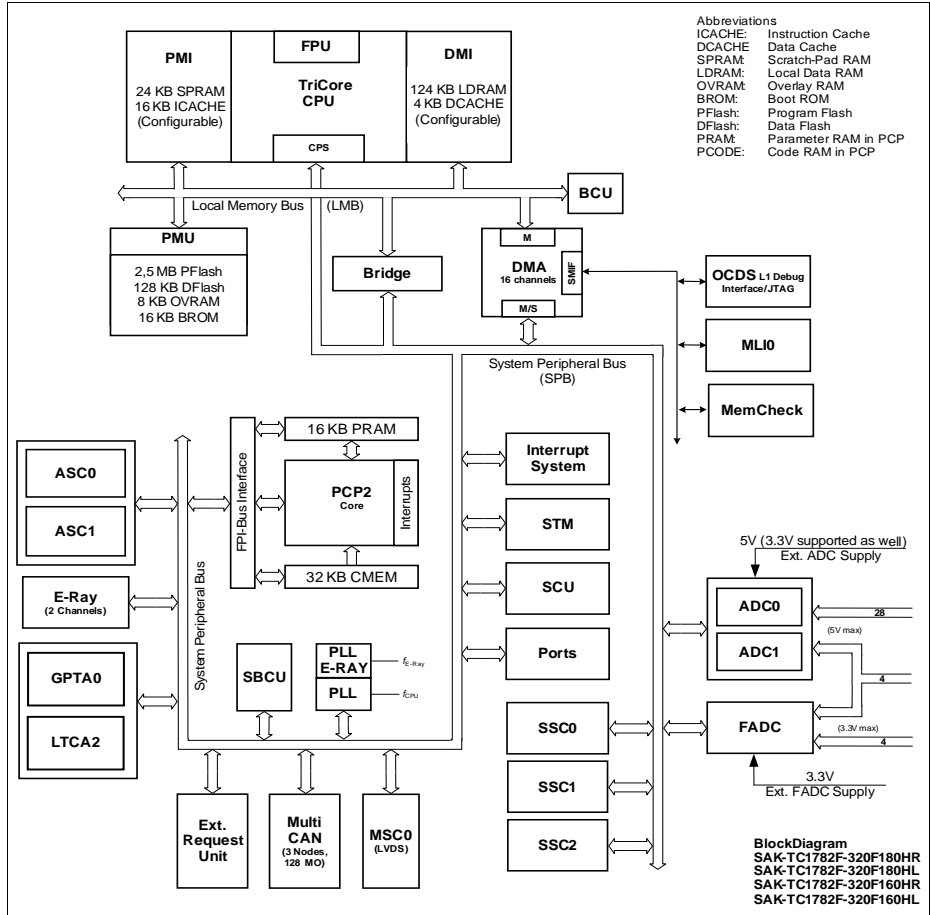 Abbreviations
ICACHE: Instruction Cache
DCACHE Data Cache
SPRAM: Scratch-Pad RAM
LDRAM: Local Data RAM
OVRAM: Overlay RAM
BROM: Boot ROM
PFlash: Program Flash
DFlash: Data Flash
PRAM: Parameter RAM in PCP
PCODE: Code RAM in PCP
PMI
24 KB SPRAM
16 KB ICACHE
(Configurable)
FPU
TriCore
CPU
CPS
DMI
124 KB LDRAM
4 KB DCACHE
(Configurable)
BCU
Local Memory Bus (LMB)
PMU
2,5 MB PFlash
128 KB DFlash
8 KB OVRAM
16 KB BROM
Bridge
M
DMA
16 channels
SMIF
M/S
OCDS L1 Debug
Interface/JTAG
MLI0
MemCheck
System Peripheral Bus
(SPB)
ASC0
ASC1
E-Ray
(2 Channels)
GPTA0
LTCA2
System Peripheral Bus
FPI-Bus Interface
16 KB PRAM
PCP2
Core
Interrupts
32 KB CMEM
SBCU
PLL
E-RAY
PLL
fE-Ray
fCPU
Interrupt
System
STM
SCU
Ports
SSC0
SSC1
SSC2
5V (3.3V supported as well)
Ext. ADC Supply
ADC0
ADC1
28
(5V max)
4
FADC
(3.3V max)
4
3.3V
Ext. FADC Supply
Ext.
Request
Unit
Multi
CAN
(3 Nodes,
128 MO)
MSC0
(LVDS)
BlockDiagram
SAK-TC1782F-320F180HR
SAK-TC1782F-320F180HL
SAK-TC1782F-320F160HR
SAK-TC1782F-320F160HL